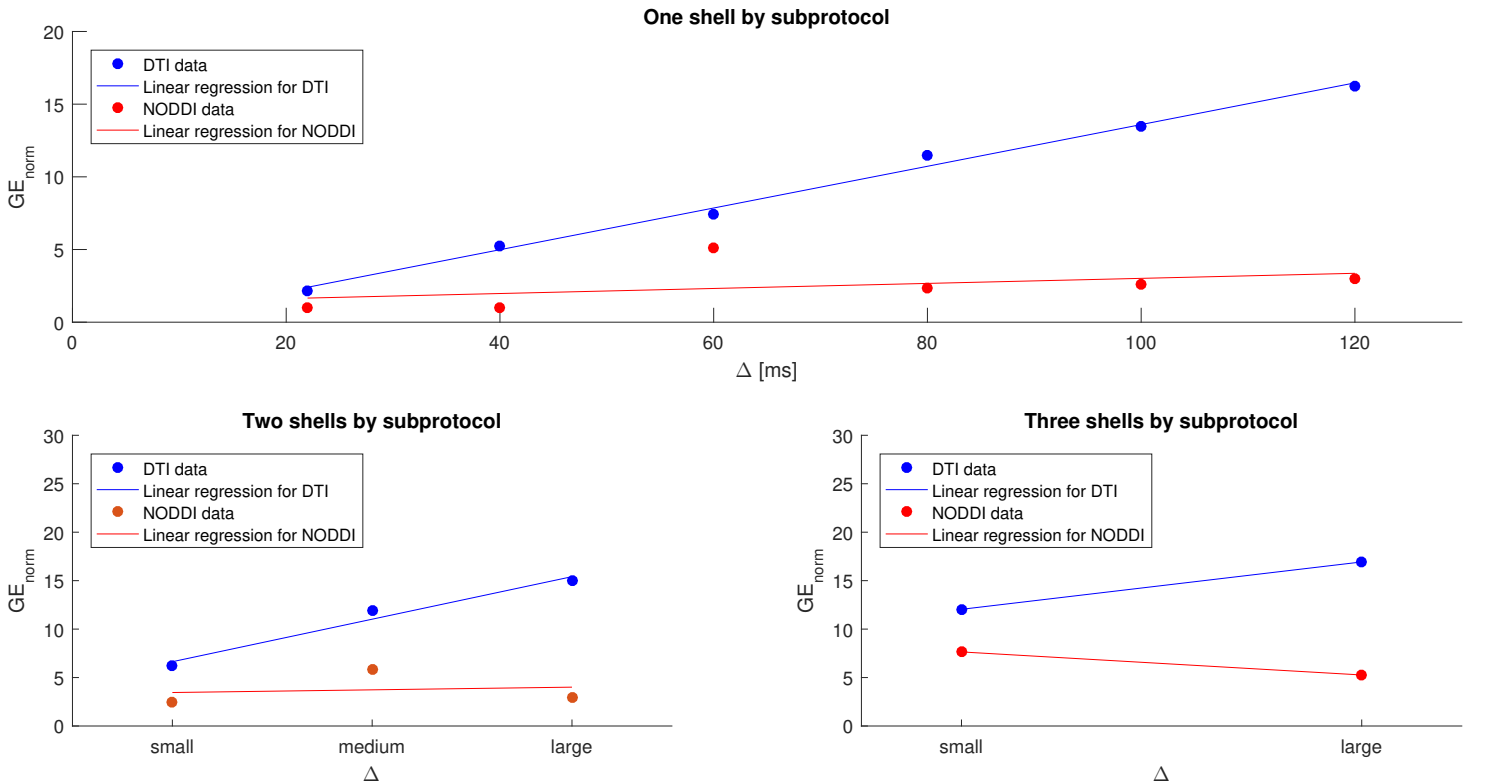 One shell by subprotocol
20
15
10
5
0
GE_norm
DTI data
Linear regression for DTI
NODDI data
Linear regression for NODDI
0 20 40 60 80 100 120
Δ [ms]
Two shells by subprotocol
30
25
20
15
10
5
0
GE_norm
DTI data
Linear regression for DTI
NODDI data
Linear regression for NODDI
small medium large
Δ
Three shells by subprotocol
30
25
20
15
10
5
0
GE_norm
DTI data
Linear regression for DTI
NODDI data
Linear regression for NODDI
small large
Δ